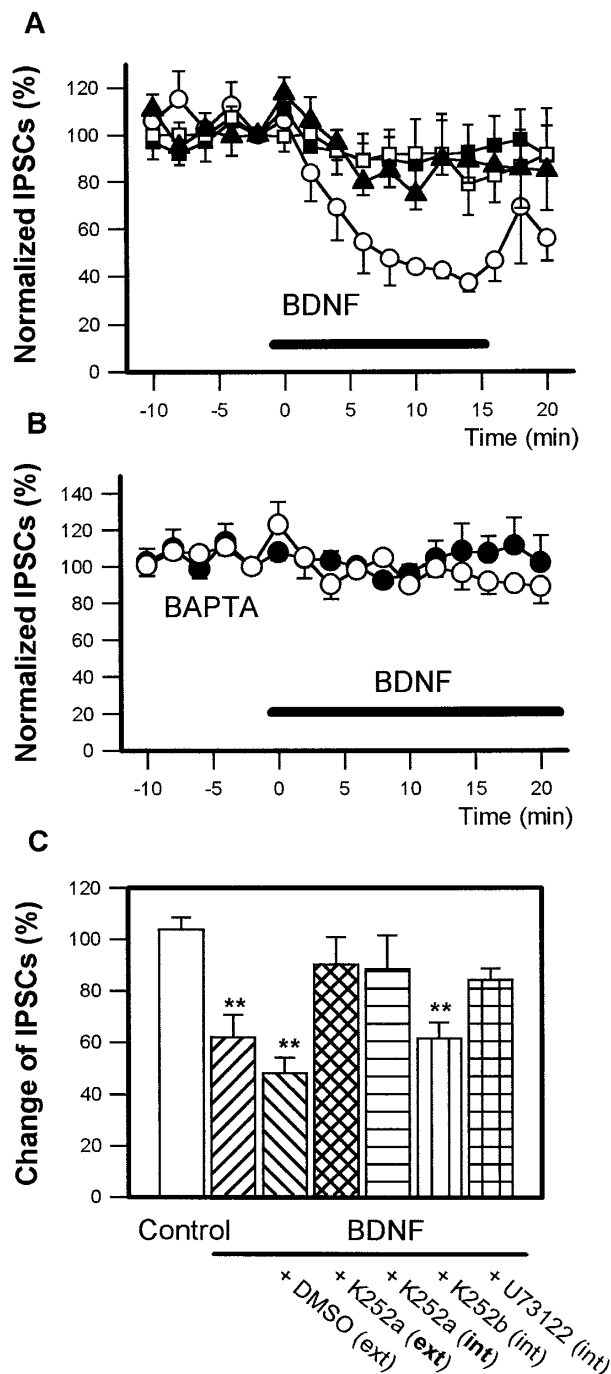 A
Normalized IPSCs (%)
120
100
80
60
40
20
0
BDNF
-10
-5
0
5
10
15
20
Time (min)
B
Normalized IPSCs (%)
140
120
100
80
60
40
20
0
BAPTA
BDNF
-10
-5
0
5
10
15
20
Time (min)
C
Change of IPSCs (%)
120
100
80
60
40
20
0
**
**
**
Control
BDNF
+ DMSO (ext)
+ K252a (ext)
+ K252a (int)
+ K252b (int)
+ U73122 (int)